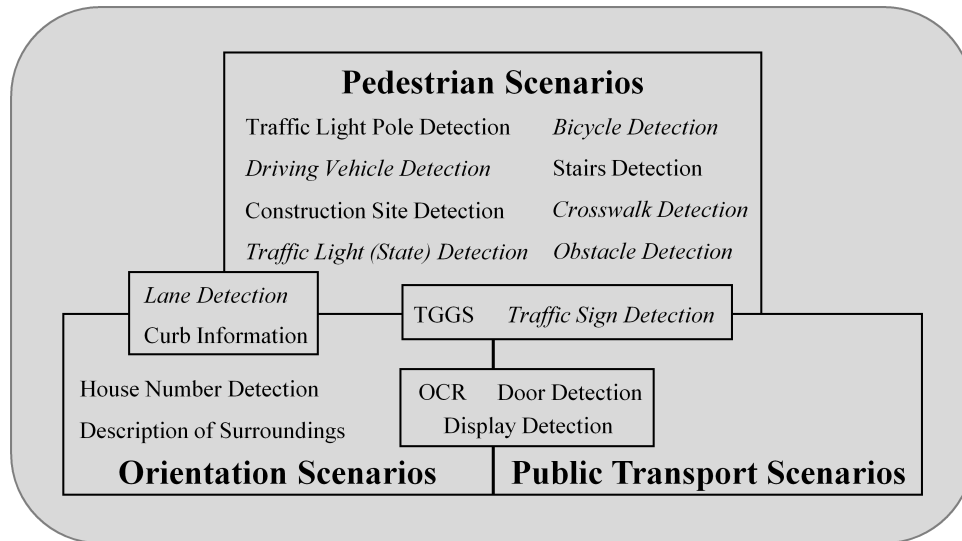 Pedestrian Scenarios
Traffic Light Pole Detection Bicycle Detection
Driving Vehicle Detection Stairs Detection
Construction Site Detection Crosswalk Detection
Traffic Light (State) Detection Obstacle Detection
Lane Detection
Curb Information
TGGS Traffic Sign Detection
House Number Detection
Description of Surroundings
OCR Door Detection
Display Detection
Orientation Scenarios
Public Transport Scenarios